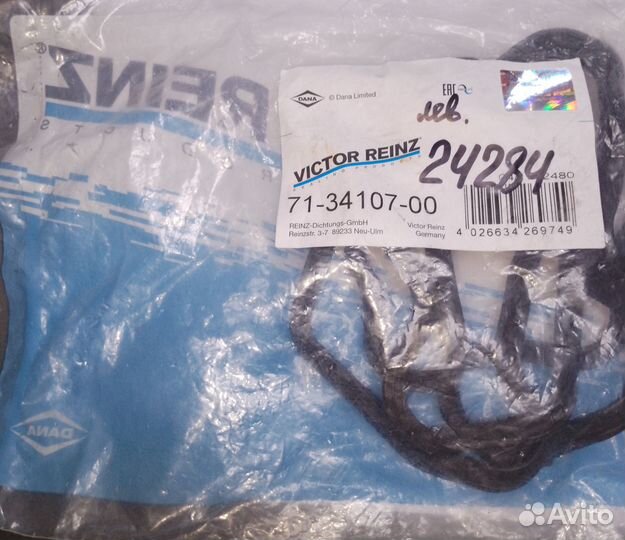 REINZ
DANA
© Dana Limited
EAC
лев.
VICTOR REINZ®
24284
2480
71-34107-00
REINZ-Dichtungs-GmbH
Reinzstr. 3-7 89233 Neu-Ulm
Victor Reinz
Germany
4 026634 269749
DANA
Avito